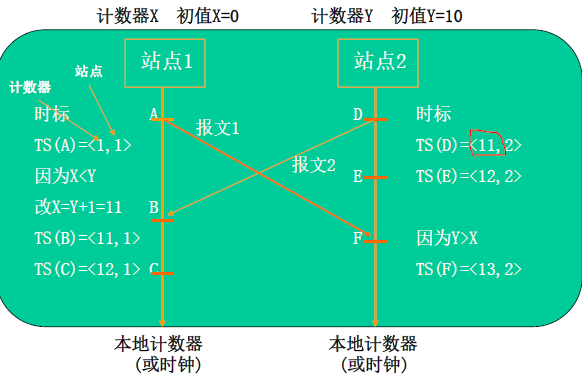 计数器X 初值X=0
计数器Y 初值Y=10
站点1
站点2
站点
计数器
时标
A
D
时标
报文1
TS(A)=<1,1>
TS(D)=<11,2>
因为X<Y
报文2
E
TS(E)=<12,2>
改X=Y+1=11
B
TS(B)=<11,1>
F
因为Y>X
TS(C)=<12,1>
C
TS(F)=<13,2>
本地计数器
(或时钟)
本地计数器
(或时钟)